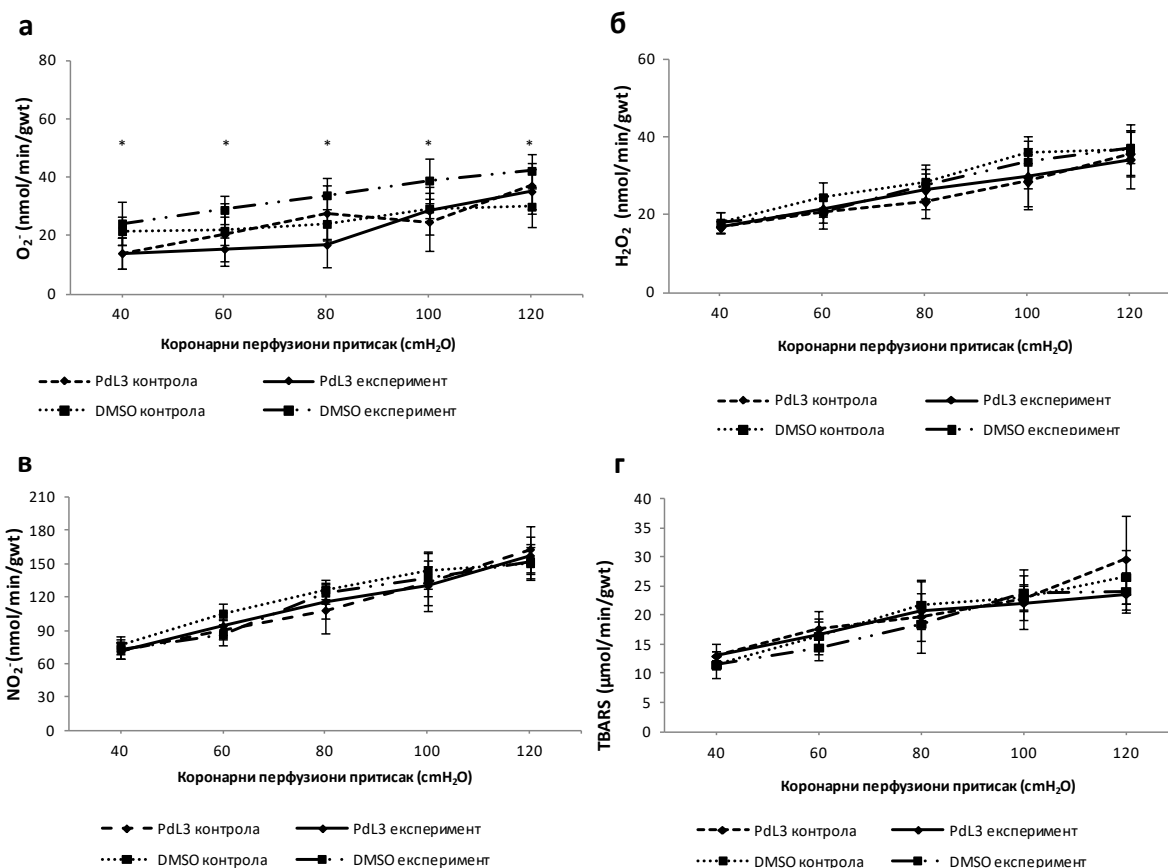 а
80
60
40
20
0
O₂⁻ (nmol/min/gwt)
* * * * *
40 60 80 100 120
Коронарни перфузиони притисак (cmH₂O)
PdL3 контрола PdL3 експеримент
DMSO контрола DMSO експеримент
б
60
40
20
0
H₂O₂ (nmol/min/gwt)
40 60 80 100 120
Коронарни перфузиони притисак (cmH₂O)
PdL3 контрола PdL3 експеримент
DMSO контрола DMSO експеримент
в
210
180
150
120
90
60
30
0
NO₂⁻ (nmol/min/gwt)
40 60 80 100 120
Коронарни перфузиони притисак (cmH₂O)
PdL3 контрола PdL3 експеримент
DMSO контрола DMSO експеримент
г
40
35
30
25
20
15
10
5
0
TBARS (μmol/min/gwt)
40 60 80 100 120
Коронарни перфузиони притисак (cmH₂O)
PdL3 контрола PdL3 експеримент
DMSO контрола DMSO експеримент